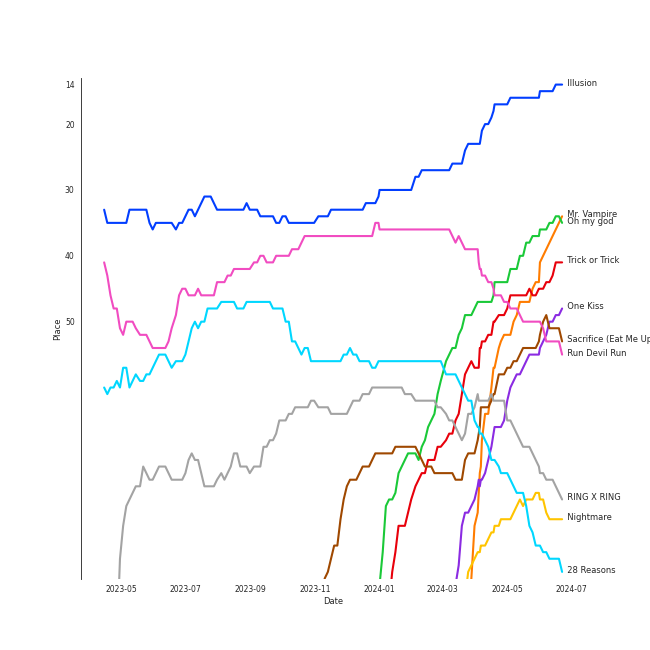 14
Illusion
20
30
Mr. Vampire
Oh my god
40
Trick or Trick
One Kiss
50
Place
Sacrifice (Eat Me Up
Run Devil Run
RING X RING
Nightmare
28 Reasons
2023-05 2023-07 2023-09 2023-11 2024-01 2024-03 2024-05 2024-07
Date